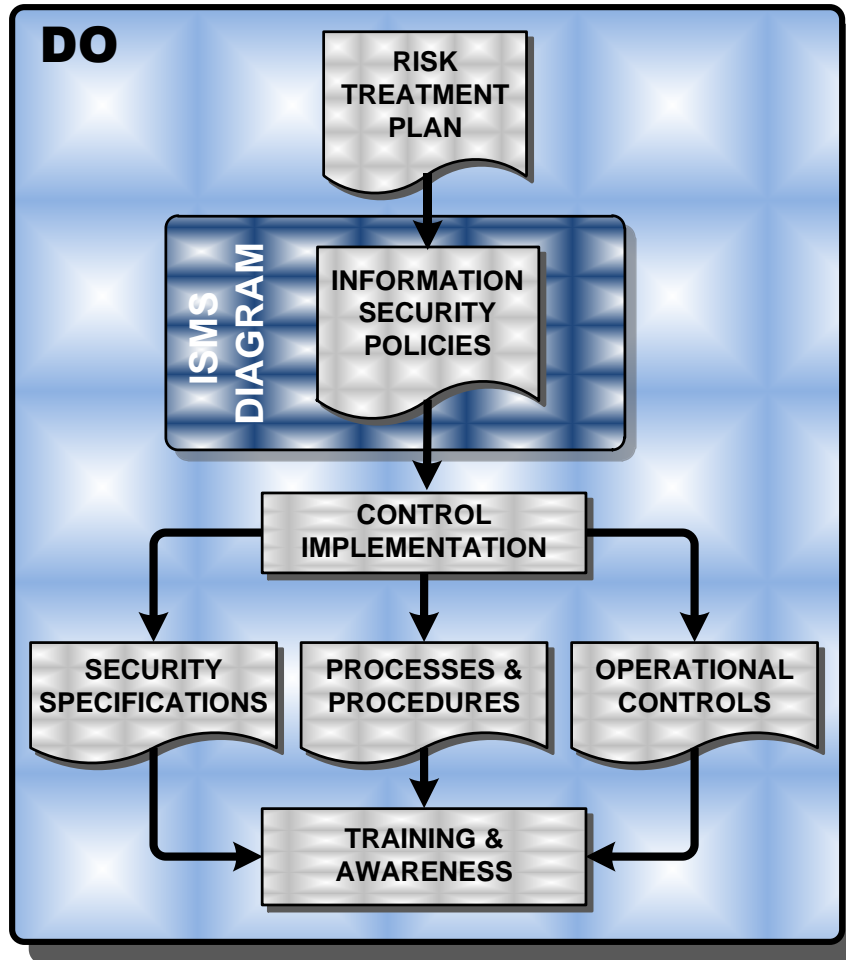 DO
RISK
TREATMENT
PLAN
ISMS
DIAGRAM
INFORMATION
SECURITY
POLICIES
CONTROL
IMPLEMENTATION
SECURITY
SPECIFICATIONS
PROCESSES &
PROCEDURES
OPERATIONAL
CONTROLS
TRAINING &
AWARENESS